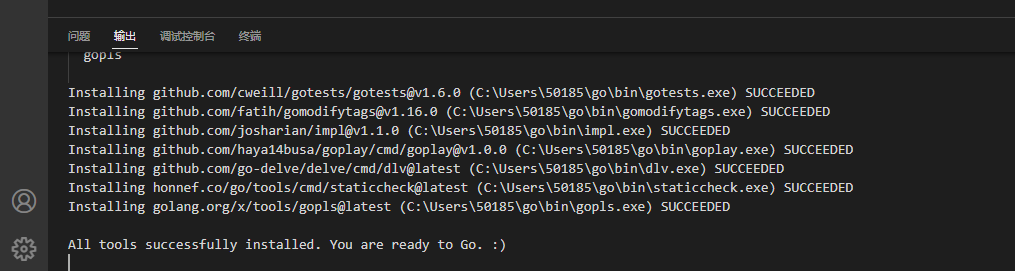 问题 输出 调试控制台 终端
gopls
Installing github.com/cweill/gotests/gotests@v1.6.0 (C:\Users\50185\go\bin\gotests.exe) SUCCEEDED
Installing github.com/fatih/gomodifytags@v1.16.0 (C:\Users\50185\go\bin\gomodifytags.exe) SUCCEEDED
Installing github.com/josharian/impl@v1.1.0 (C:\Users\50185\go\bin\impl.exe) SUCCEEDED
Installing github.com/haya14busa/goplay/cmd/goplay@v1.0.0 (C:\Users\50185\go\bin\goplay.exe) SUCCEEDED
Installing github.com/go-delve/delve/cmd/dlv@latest (C:\Users\50185\go\bin\dlv.exe) SUCCEEDED
Installing honnef.co/go/tools/cmd/staticcheck@latest (C:\Users\50185\go\bin\staticcheck.exe) SUCCEEDED
Installing golang.org/x/tools/gopls@latest (C:\Users\50185\go\bin\gopls.exe) SUCCEEDED
All tools successfully installed. You are ready to Go. :)